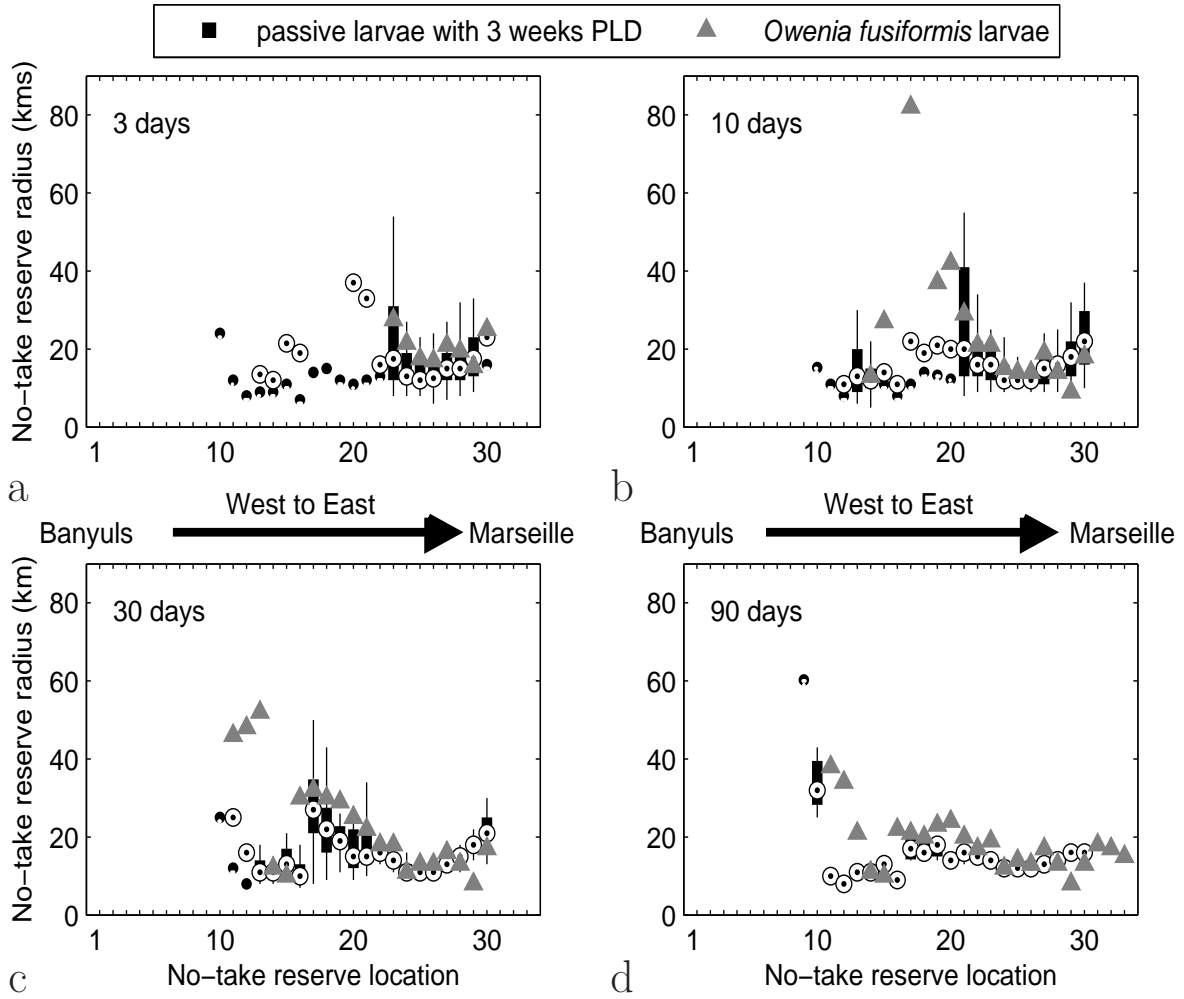 passive larvae with 3 weeks PLD Owenia fusiformis larvae
No−take reserve radius (kms)
80
60
40
20
0
3 days
1 10 20 30
a
80
60
40
20
0
10 days
1 10 20 30
b
West to East
Banyuls Marseille
West to East
Banyuls Marseille
No−take reserve radius (km)
80
60
40
20
0
30 days
1 10 20 30
No−take reserve location
c
80
60
40
20
0
90 days
1 10 20 30
No−take reserve location
d